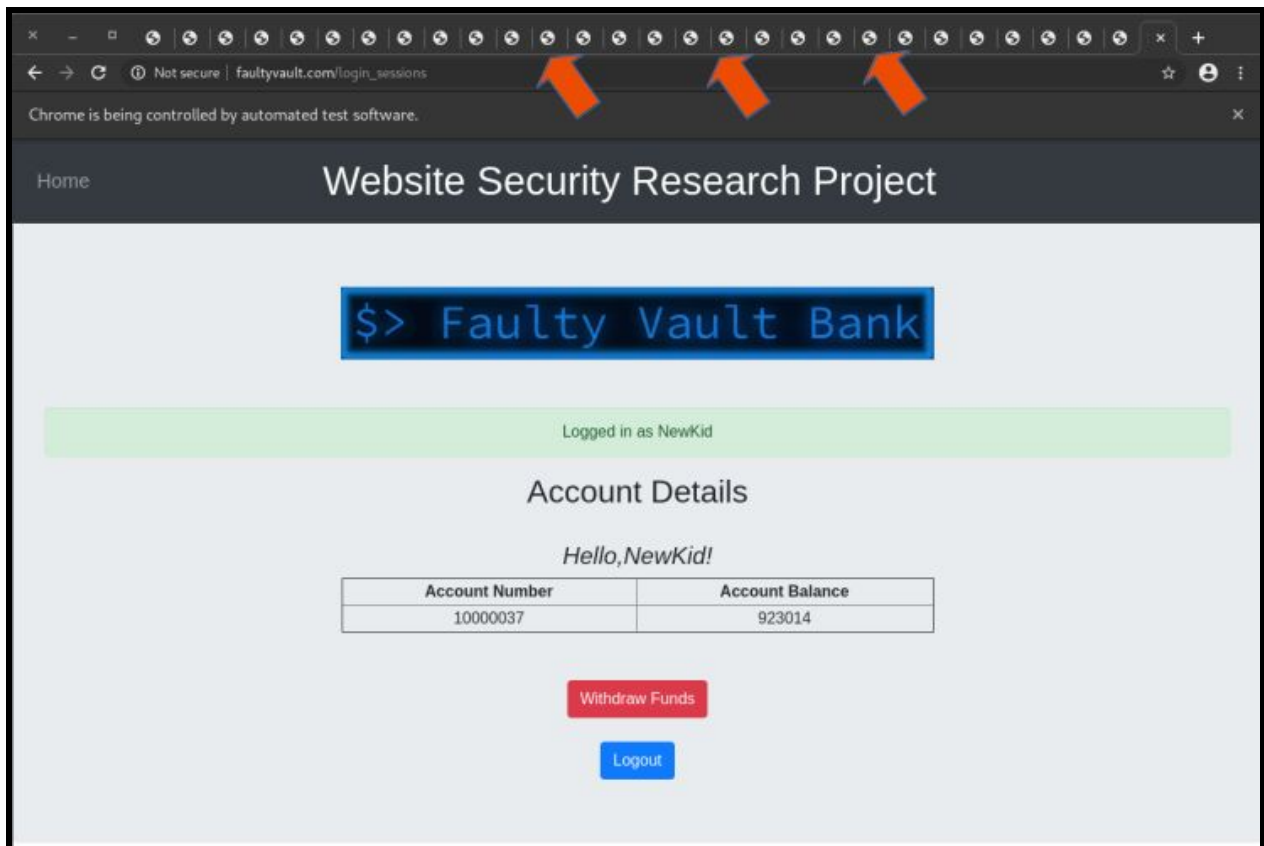 Not secure | faultyvault.com/login_sessions
Chrome is being controlled by automated test software.
Home
Website Security Research Project
$> Faulty Vault Bank
Logged in as NewKid
Account Details
Hello,NewKid!
Account Number Account Balance
10000037 923014
Withdraw Funds
Logout